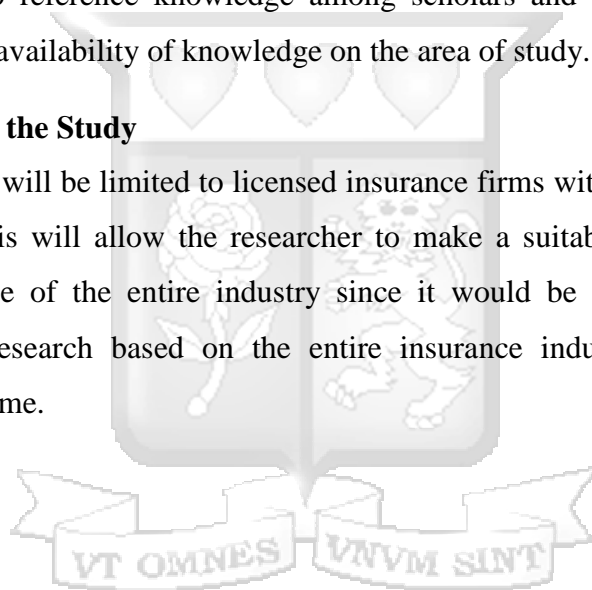 reference knowledge among scholars and
availability of knowledge on the area of study.
the Study
will be limited to licensed insurance firms wit
is will allow the researcher to make a suitab
e of the entire industry since it would be
esearch based on the entire insurance indu
me.
VT OMNES VNVM SINT